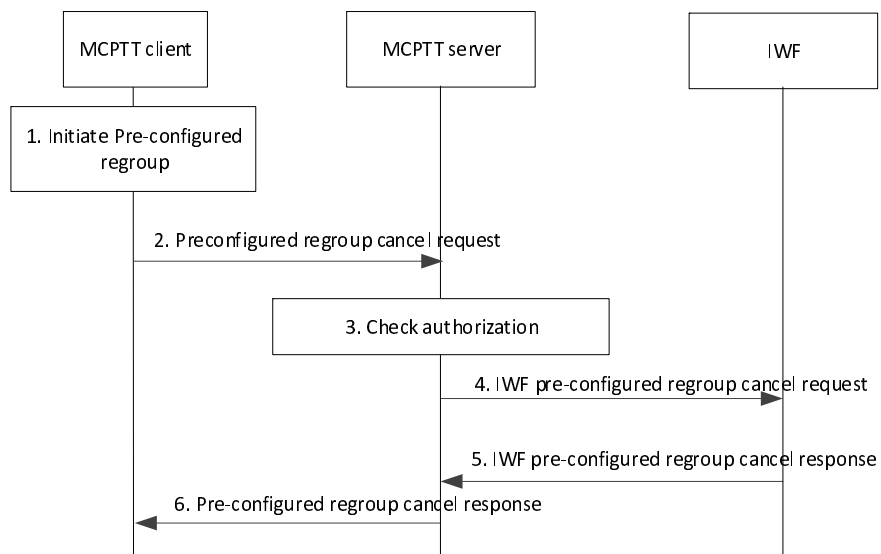 MCPTT client
MCPTT server
IWF
1. Initiate Pre-configured
regroup
2. Preconfigured regroup cancel request
3. Check authorization
4. IWF pre-configured regroup cancel request
5. IWF pre-configured regroup cancel response
6. Pre-configured regroup cancel response